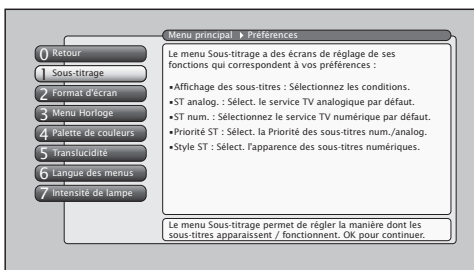 Menu principal ▸ Préférences
0 Retour
1 Sous-titrage
2 Format d'écran
3 Menu Horloge
4 Palette de couleurs
5 Translucidité
6 Langue des menus
7 Intensité de lampe
Le menu Sous-titrage a des écrans de réglage de ses
fonctions qui correspondent à vos préférences :
▪Affichage des sous-titres : Sélectionnez les conditions.
▪ST analog. : Sélect. le service TV analogique par défaut.
▪ST num. : Sélectionnez le service TV numérique par défaut.
▪Priorité ST : Sélect. la Priorité des sous-titres num./analog.
▪Style ST : Sélect. l'apparence des sous-titres numériques.
Le menu Sous-titrage permet de régler la manière dont les
sous-titres apparaissent / fonctionnent. OK pour continuer.